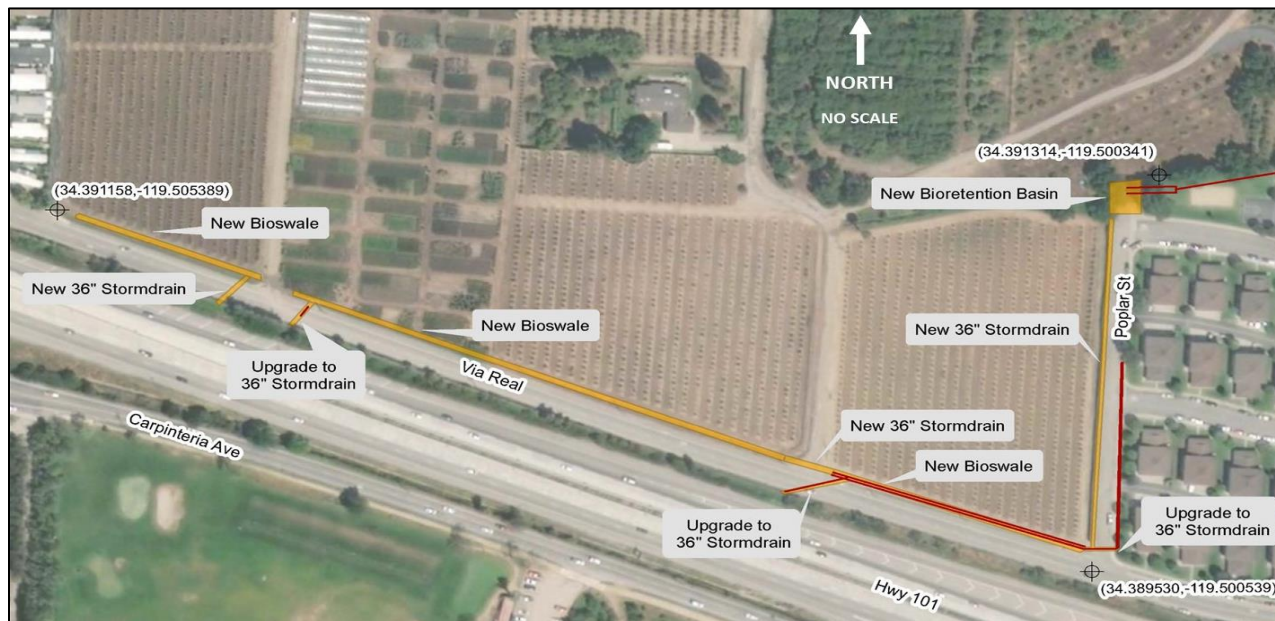 NORTH
NO SCALE
(34.391314,-119.500341)
(34.391158,-119.505389)
New Bioretention Basin
New Bioswale
New 36" Stormdrain
New Bioswale
Upgrade to
36" Stormdrain
Via Real
New 36" Stormdrain
Poplar St
Carpinteria Ave
New 36" Stormdrain
New Bioswale
Upgrade to
36" Stormdrain
Upgrade to
36" Stormdrain
Hwy 101
(34.389530,-119.500539)